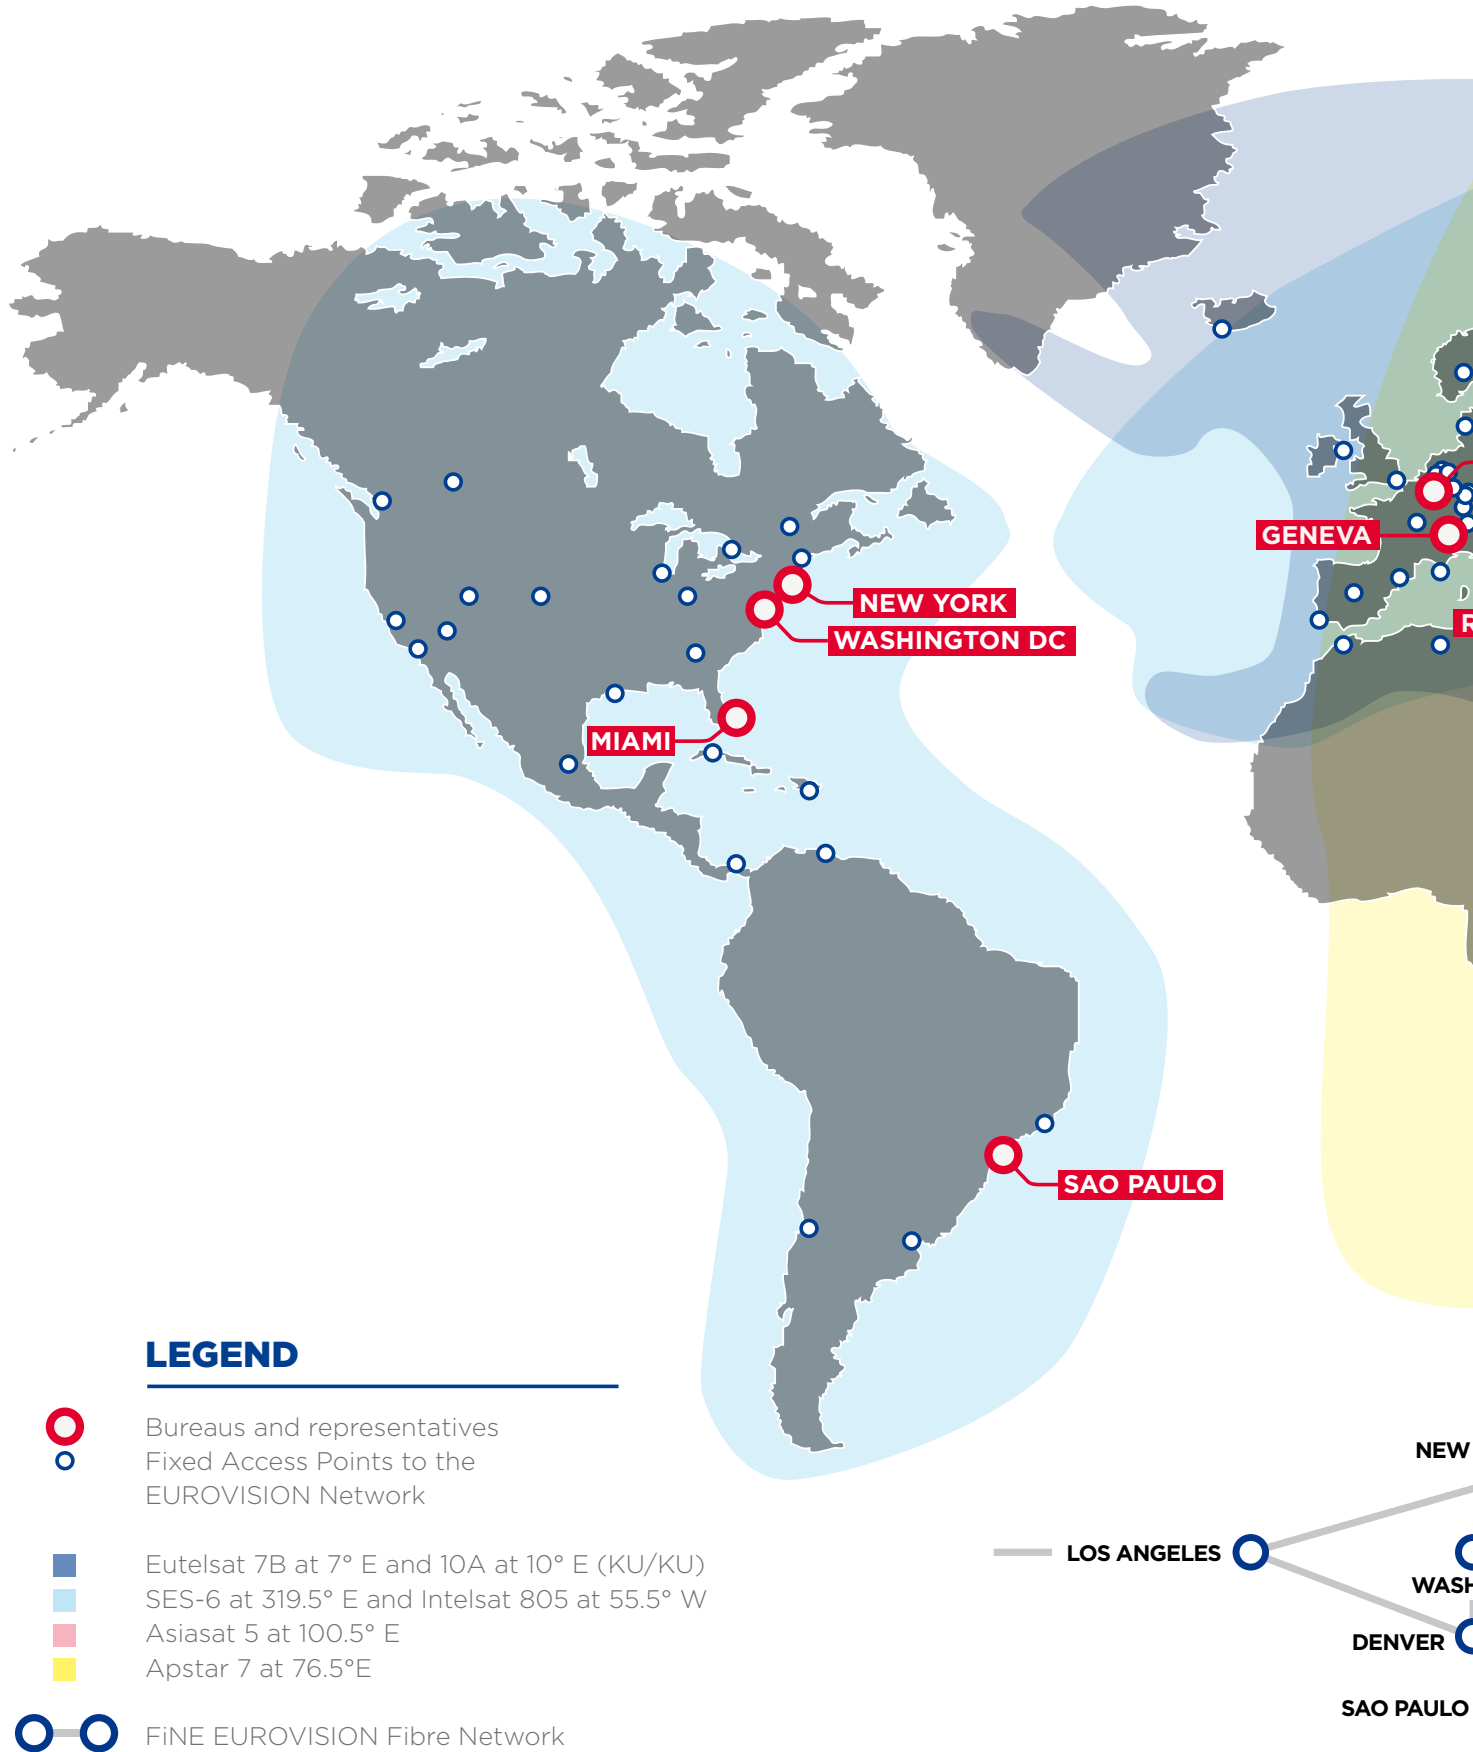 GENEVA
NEW YORK
R
WASHINGTON DC
MIAMI
SAO PAULO
LEGEND
Bureaus and representatives
Fixed Access Points to the
EUROVISION Network
Eutelsat 7B at 7° E and 10A at 10° E (KU/KU)
SES-6 at 319.5° E and Intelsat 805 at 55.5° W
Asiasat 5 at 100.5° E
Apstar 7 at 76.5°E
FiNE EUROVISION Fibre Network
NEW
LOS ANGELES
WASH
DENVER
SAO PAULO